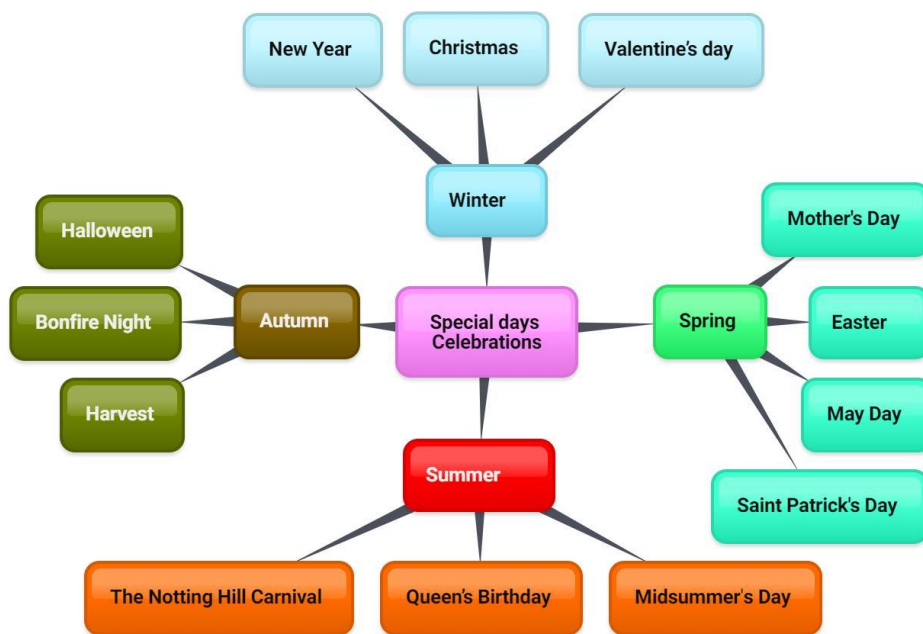 New Year
Christmas
Valentine's day
Winter
Halloween
Bonfire Night
Harvest
Autumn
Special days
Celebrations
Spring
Mother's Day
Easter
May Day
Saint Patrick's Day
Summer
The Notting Hill Carnival
Queen's Birthday
Midsummer's Day